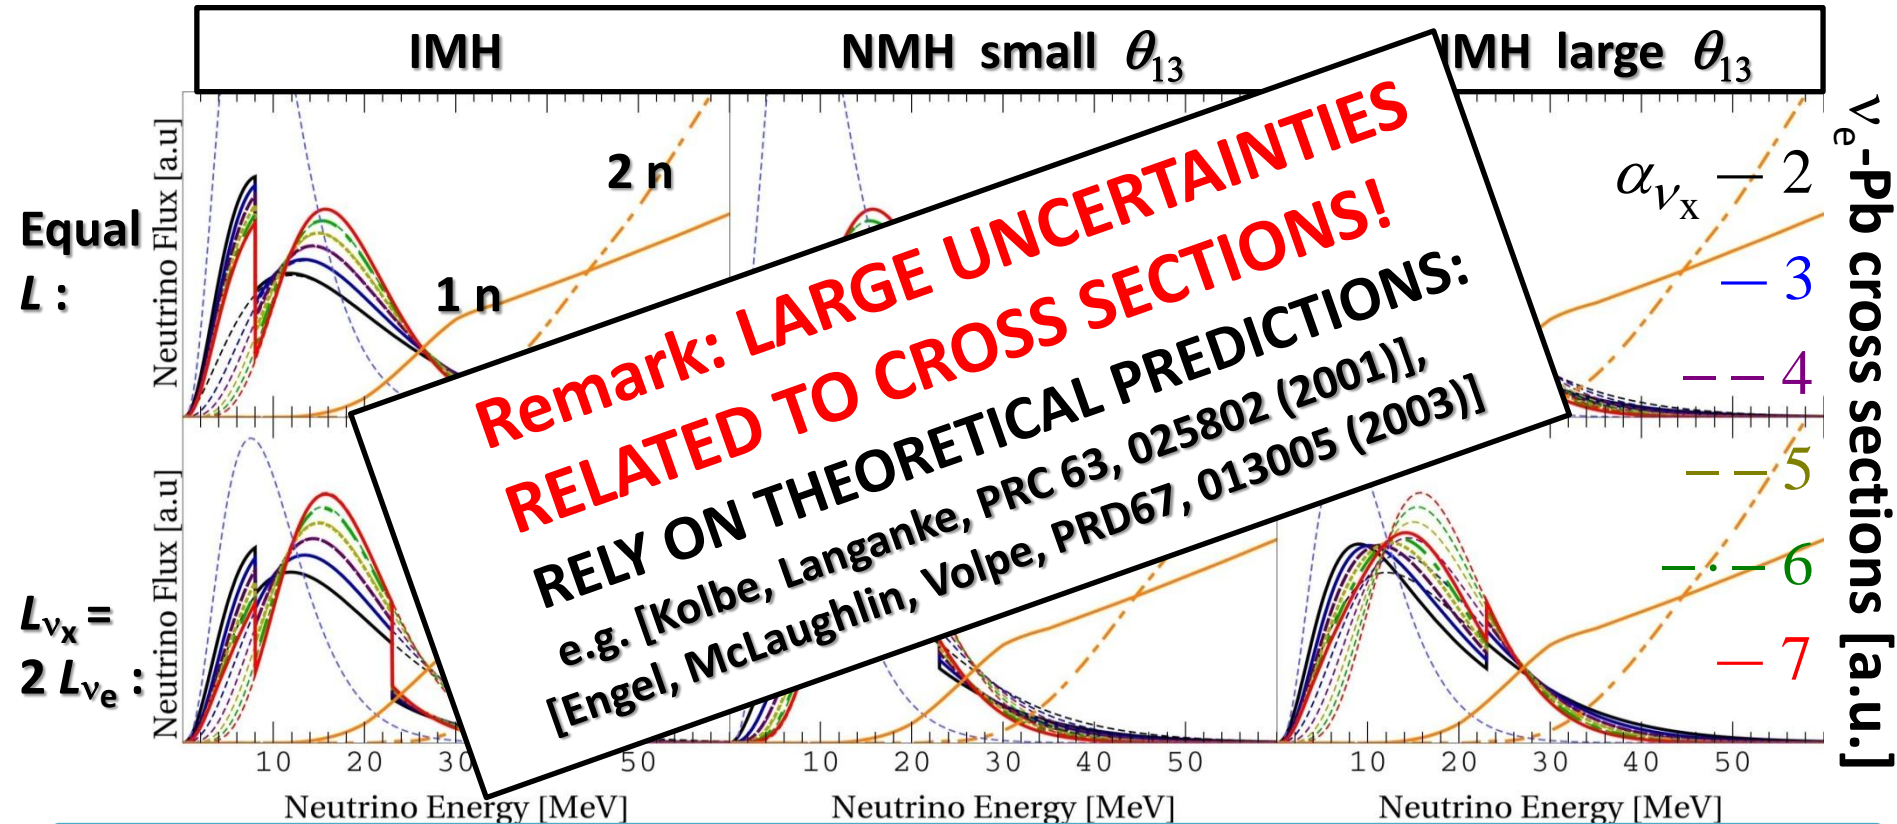 IMH
NMH small θ13
MH large θ13
Neutrino Flux [a.u]
Equal
L :
2 n
1 n
Remark: LARGE UNCERTAINTIES
RELATED TO CROSS SECTIONS!
RELY ON THEORETICAL PREDICTIONS:
e.g. [Kolbe, Langanke, PRC 63, 025802 (2001)],
[Engel, McLaughlin, Volpe, PRD67, 013005 (2003)]
ανx — 2
— 3
— — 4
— — 5
— · — 6
— 7
νe-Pb cross sections [a.u.]
Neutrino Flux [a.u]
Lνx =
2 Lνe :
10 20 30 50 10 20 30 40 50 10 20 30 40 50
Neutrino Energy [MeV] Neutrino Energy [MeV] Neutrino Energy [MeV]